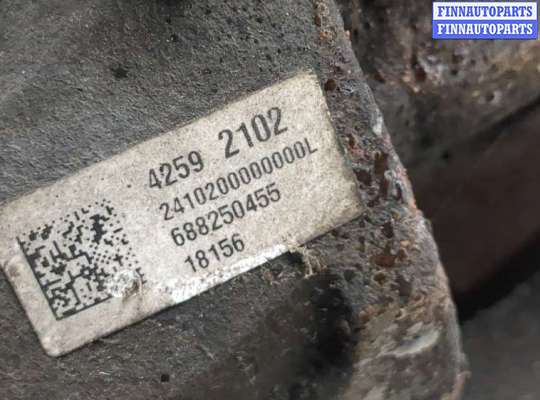 FINNAUTOPARTS
FINNAUTOPARTS
4259 2102
2410200000000L
688250455
18156